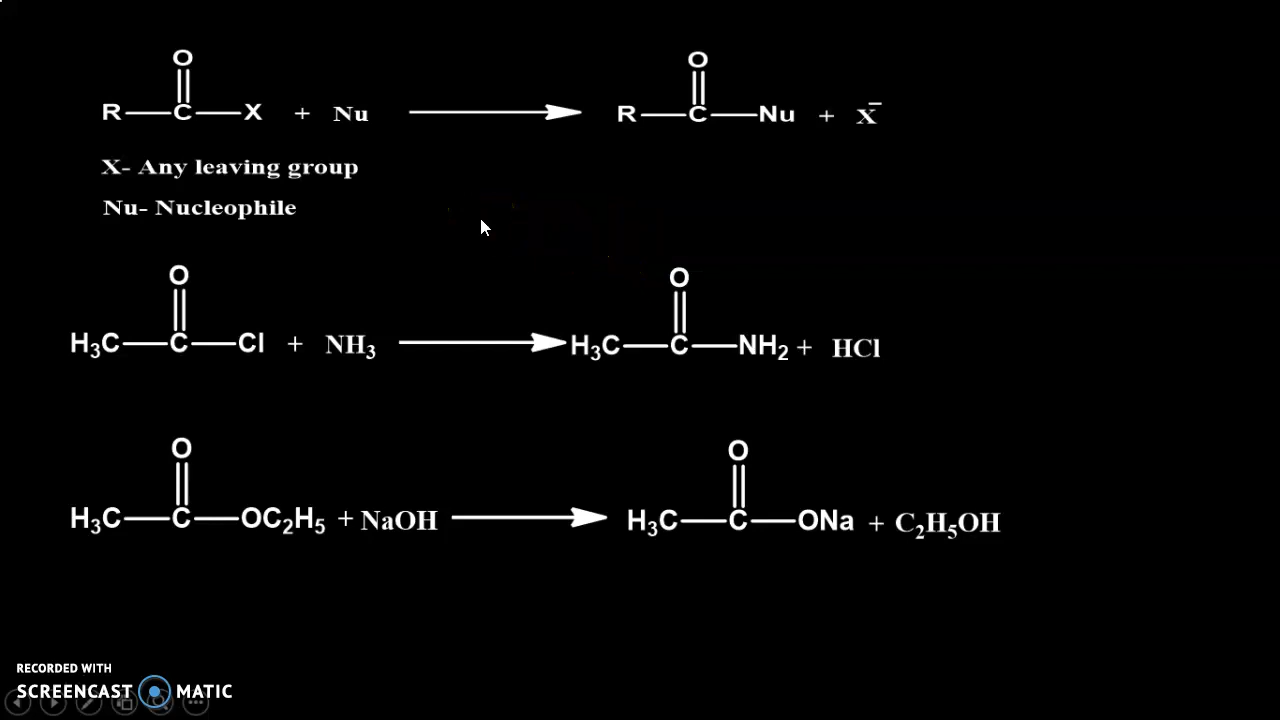 O O
R C X + Nu R C Nu + X̄
X- Any leaving group
Nu- Nucleophile
O O
H₃C C Cl + NH₃ H₃C C NH₂ + HCl
O O
H₃C C OC₂H₅ + NaOH H₃C C ONa + C₂H₅OH
RECORDED WITH
SCREENCAST MATIC